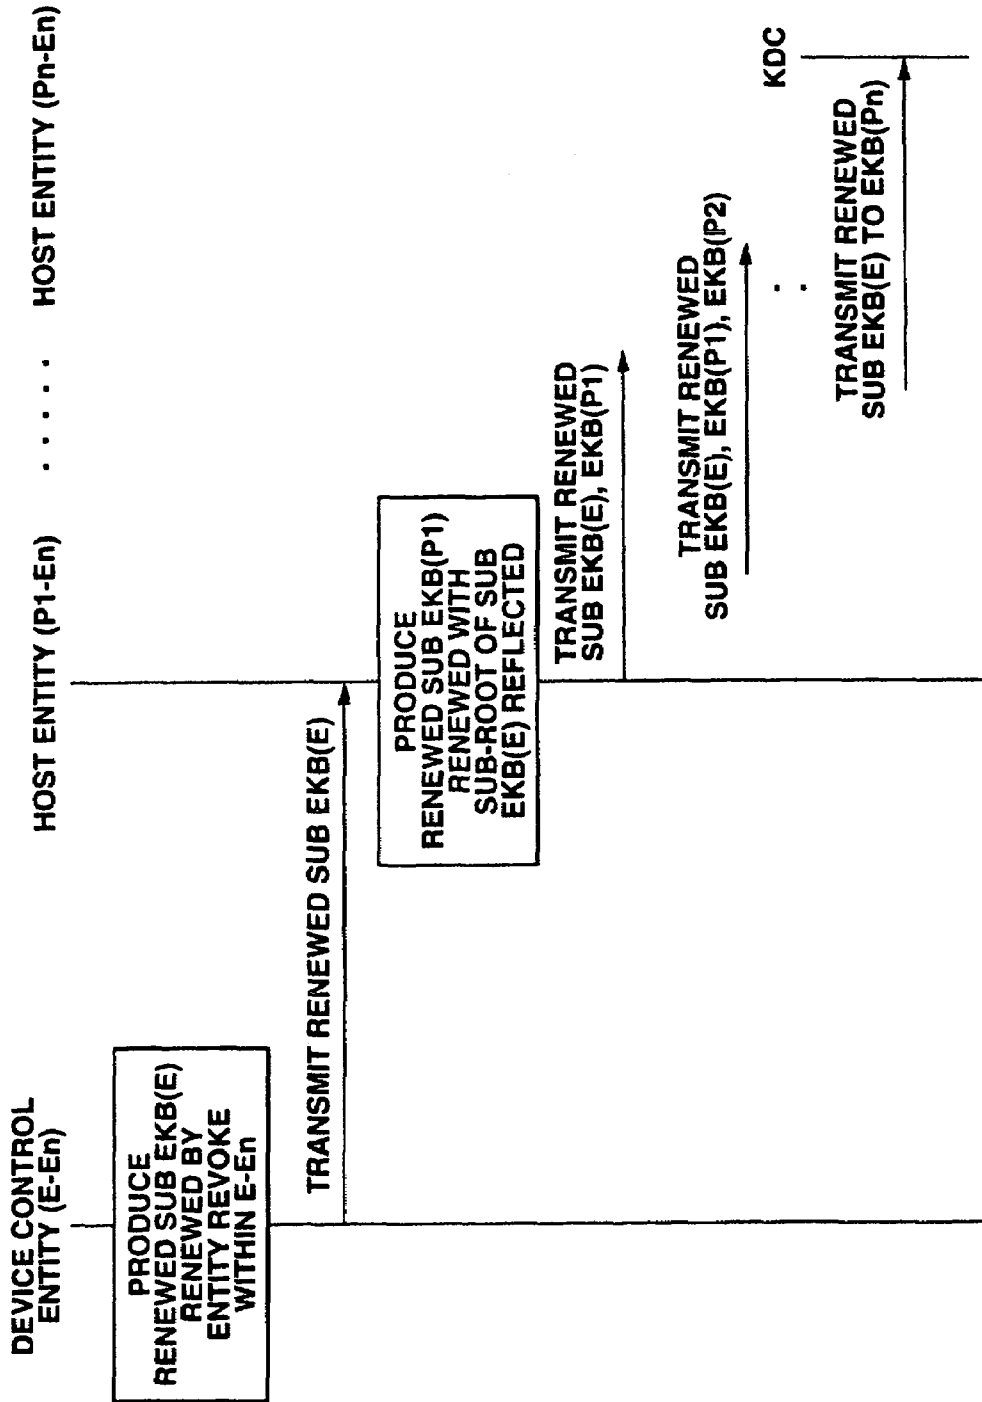 DEVICE CONTROL
ENTITY (E-En)
HOST ENTITY (P1-En)
. . . . .
HOST ENTITY (Pn-En)
PRODUCE
RENEWED SUB EKB(E)
RENEWED BY
ENTITY REVOKE
WITHIN E-En
TRANSMIT RENEWED SUB EKB(E)
PRODUCE
RENEWED SUB EKB(P1)
RENEWED WITH
SUB-ROOT OF SUB
EKB(E) REFLECTED
TRANSMIT RENEWED
SUB EKB(E), EKB(P1)
TRANSMIT RENEWED
SUB EKB(E), EKB(P1), EKB(P2)
. .
KDC
TRANSMIT RENEWED
SUB EKB(E) TO EKB(Pn)